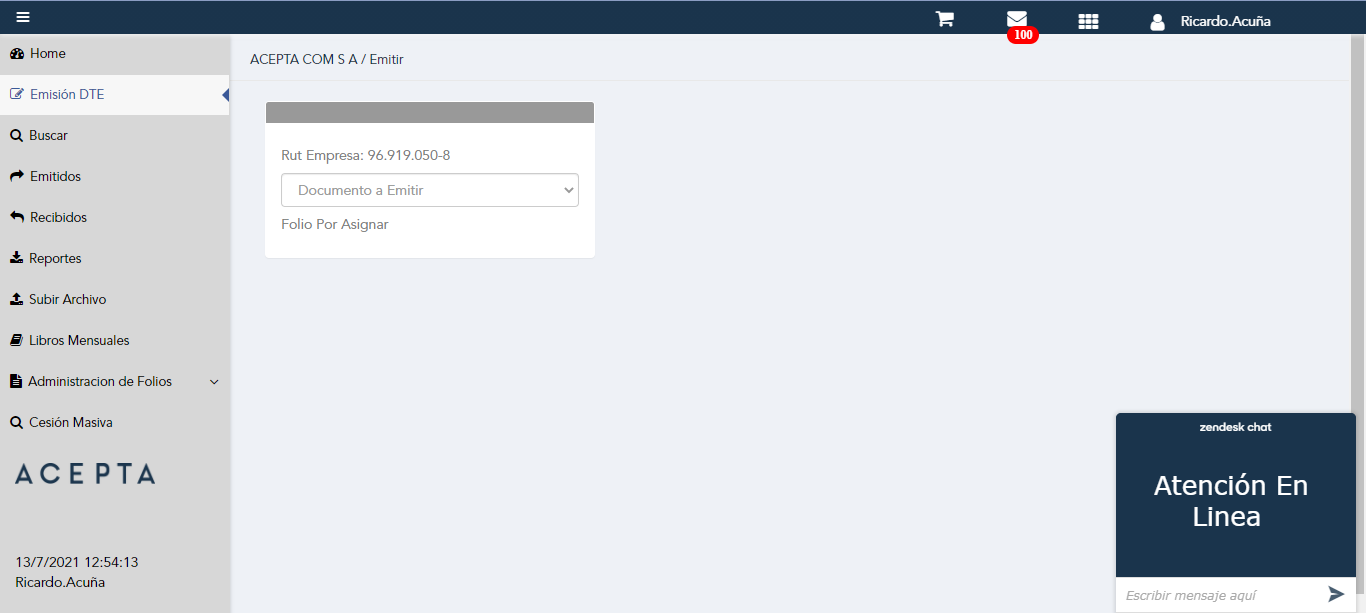 Ricardo.Acuña
100
Home
Emisión DTE
Buscar
Emitidos
Recibidos
Reportes
Subir Archivo
Libros Mensuales
Administracion de Folios
Cesión Masiva
ACEPTA
13/7/2021 12:54:13
Ricardo.Acuña
ACEPTA COM S A / Emitir
Rut Empresa: 96.919.050-8
Documento a Emitir
Folio Por Asignar
zendesk chat
Atención En
Linea
Escribir mensaje aquí